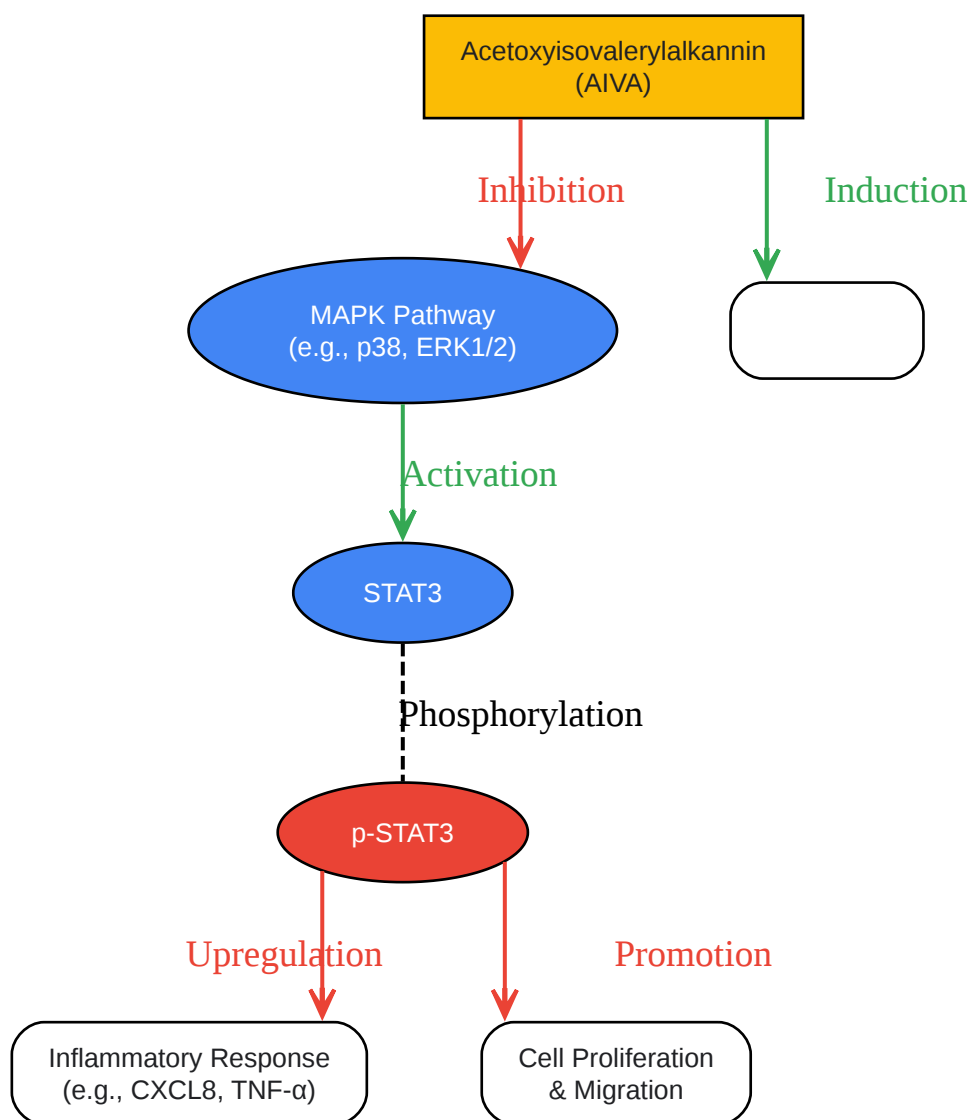 Acetoxyisovalerylalkannin
(AIVA)
Inhibition
Induction
MAPK Pathway
(e.g., p38, ERK1/2)
Activation
STAT3
Phosphorylation
p-STAT3
Upregulation
Promotion
Inflammatory Response
(e.g., CXCL8, TNF-α)
Cell Proliferation
& Migration